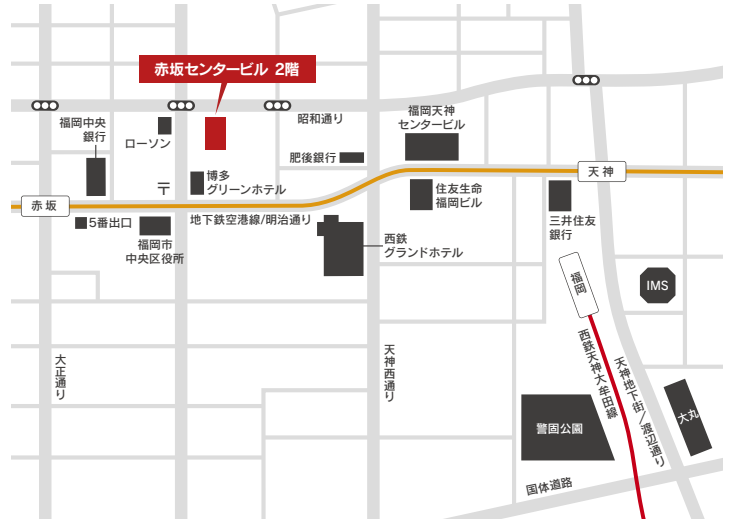 赤坂センタービル 2階
昭和通り
福岡天神
センタービル
福岡中央
銀行
ローソン
肥後銀行
天神
〒
博多
グリーンホテル
住友生命
福岡ビル
赤坂
5番出口
地下鉄空港線/明治通り
三井住友
銀行
福岡市
中央区役所
西鉄
グランドホテル
福岡
IMS
大正通り
天神西通り
西鉄天神大牟田線
天神地下街/渡辺通り
大丸
警固公園
国体道路